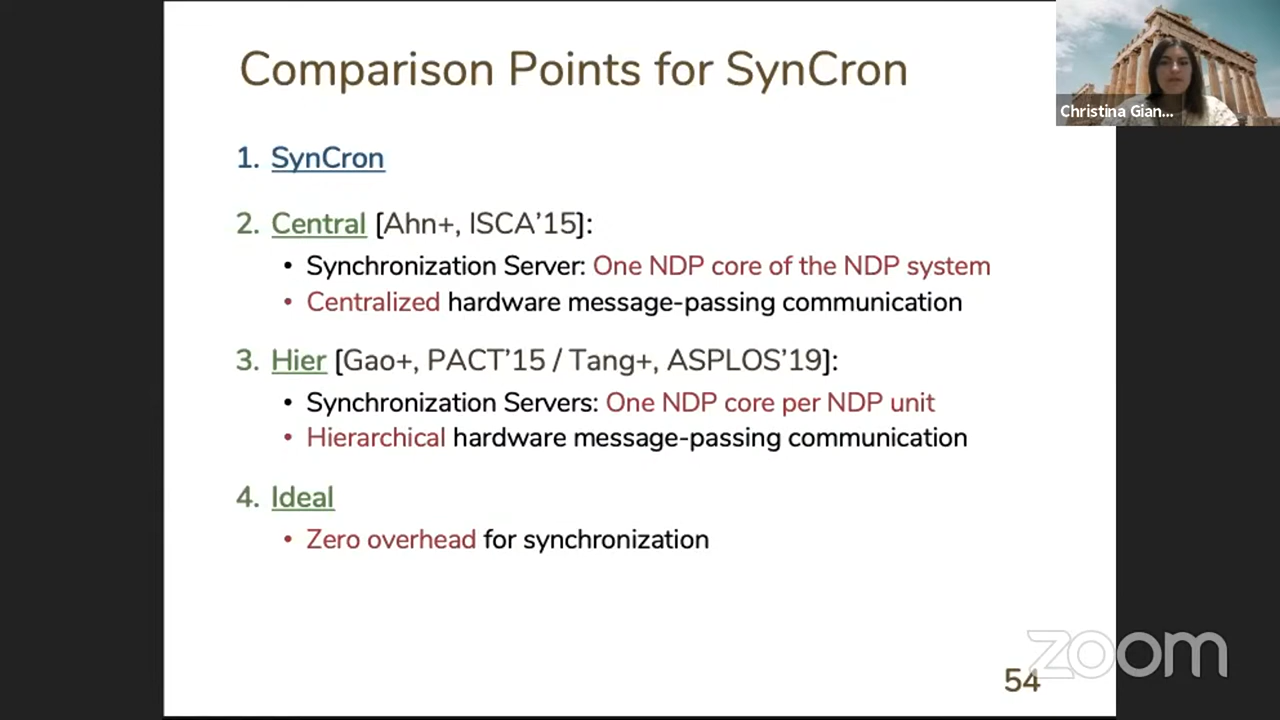 Comparison Points for SynCron
Christina Gian...
1. SynCron
2. Central [Ahn+, ISCA’15]:
• Synchronization Server: One NDP core of the NDP system
• Centralized hardware message-passing communication
3. Hier [Gao+, PACT’15 / Tang+, ASPLOS’19]:
• Synchronization Servers: One NDP core per NDP unit
• Hierarchical hardware message-passing communication
4. Ideal
• Zero overhead for synchronization
zoom
54